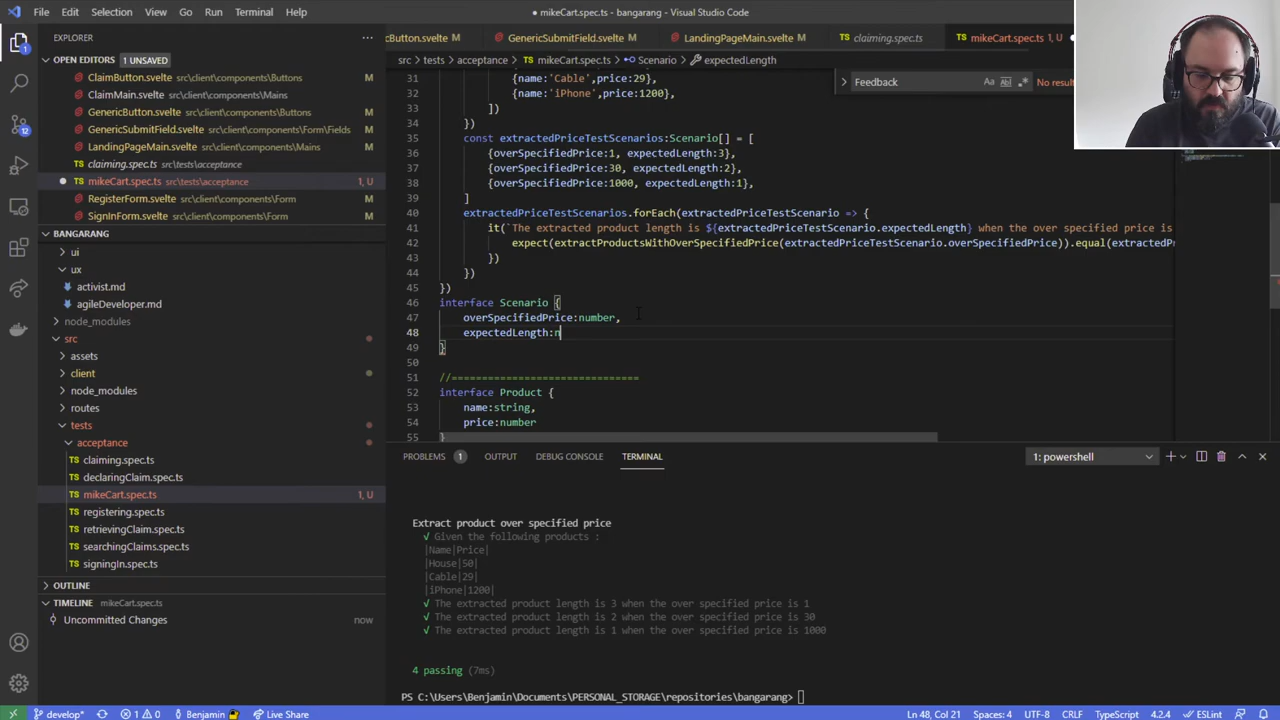 File Edit Selection View Go Run Terminal Help
● mikeCart.spec.ts - bangarang - Visual Studio Code
EXPLORER ···
cButton.svelte M
GenericSubmitField.svelte M
LandingPageMain.svelte M
claiming.spec.ts
mikeCart.spec.ts 1, U
src > tests > acceptance > mikeCart.spec.ts > Scenario > expectedLength
Feedback
No resul
OPEN EDITORS 1 UNSAVED
ClaimButton.svelte src\client\components\Buttons M
ClaimMain.svelte src\client\components\Mains
GenericButton.svelte src\client\components\Buttons M
GenericSubmitField.svelte src\client\components\Form\Fields M
LandingPageMain.svelte src\client\components\Mains M
claiming.spec.ts src\tests\acceptance
mikeCart.spec.ts src\tests\acceptance 1, U
RegisterForm.svelte src\client\components\Form M
SignInForm.svelte src\client\components\Form M
BANGARANG
ui
ux
activist.md
agileDeveloper.md
node_modules
src
assets
client
node_modules
routes
tests
acceptance
TS claiming.spec.ts
TS declaringClaim.spec.ts
TS mikeCart.spec.ts 1, U
TS registering.spec.ts
TS retrievingClaim.spec.ts
TS searchingClaims.spec.ts
TS signingIn.spec.ts
OUTLINE
TIMELINE mikeCart.spec.ts
Uncommitted Changes now
31 {name:'Cable',price:29},
32 {name:'iPhone',price:1200},
33 ])
34 })
35 const extractedPriceTestScenarios:Scenario[] = [
36 {overSpecifiedPrice:1, expectedLength:3},
37 {overSpecifiedPrice:30, expectedLength:2},
38 {overSpecifiedPrice:1000, expectedLength:1},
39 ]
40 extractedPriceTestScenarios.forEach(extractedPriceTestScenario => {
41 it(`The extracted product length is ${extractedPriceTestScenario.expectedLength} when the over specified price is
42 expect(extractProductsWithOverSpecifiedPrice(extractedPriceTestScenario.overSpecifiedPrice)).equal(extractedPr
43 })
44 })
45 })
46 interface Scenario {
47 overSpecifiedPrice:number,
48 expectedLength:n
49 }
50
51 //==============================
52 interface Product {
53 name:string,
54 price:number
55 }
PROBLEMS 1 OUTPUT DEBUG CONSOLE TERMINAL
1: powershell
Extract product over specified price
√ Given the following products :
|Name|Price|
|House|50|
|Cable|29|
|iPhone|1200|
√ The extracted product length is 3 when the over specified price is 1
√ The extracted product length is 2 when the over specified price is 30
√ The extracted product length is 1 when the over specified price is 1000
4 passing (7ms)
PS C:\Users\Benjamin\Documents\PERSONAL_STORAGE\repositories\bangarang>
develop* 1 0 Benjamin Live Share
Ln 48, Col 21 Spaces: 4 UTF-8 CRLF TypeScript 4.2.4 ESLint